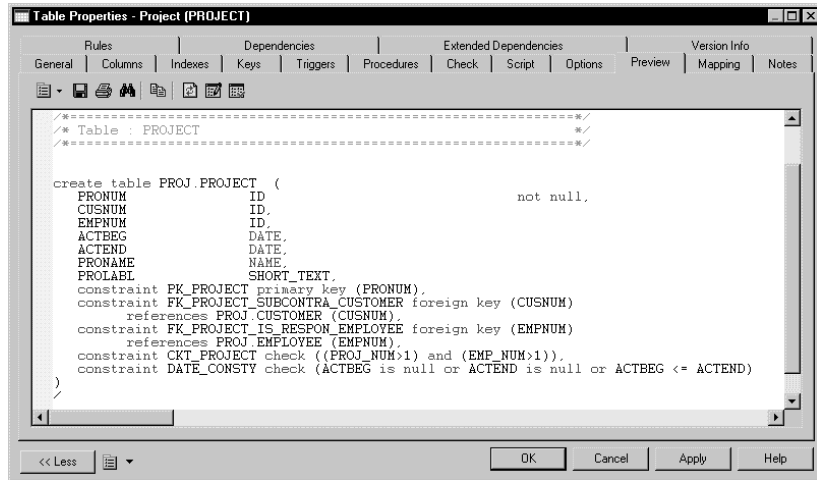 Table Properties - Project (PROJECT)
Rules Dependencies Extended Dependencies Version Info
General Columns Indexes Keys Triggers Procedures Check Script Options Preview Mapping Notes
/*==============================================================*/
/* Table : PROJECT                                              */
/*==============================================================*/
create table PROJ.PROJECT  (
PRONUM ID not null,
CUSNUM ID,
EMPNUM ID,
ACTBEG DATE,
ACTEND DATE,
PRONAME NAME,
PROLABL SHORT_TEXT,
constraint PK_PROJECT primary key (PRONUM),
constraint FK_PROJECT_SUBCONTRA_CUSTOMER foreign key (CUSNUM)
references PROJ.CUSTOMER (CUSNUM),
constraint FK_PROJECT_IS_RESPON_EMPLOYEE foreign key (EMPNUM)
references PROJ.EMPLOYEE (EMPNUM),
constraint CKT_PROJECT check ((PROJ_NUM>1) and (EMP_NUM>1)),
constraint DATE_CONSTY check (ACTBEG is null or ACTEND is null or ACTBEG <= ACTEND)
)
/
<< Less OK Cancel Apply Help